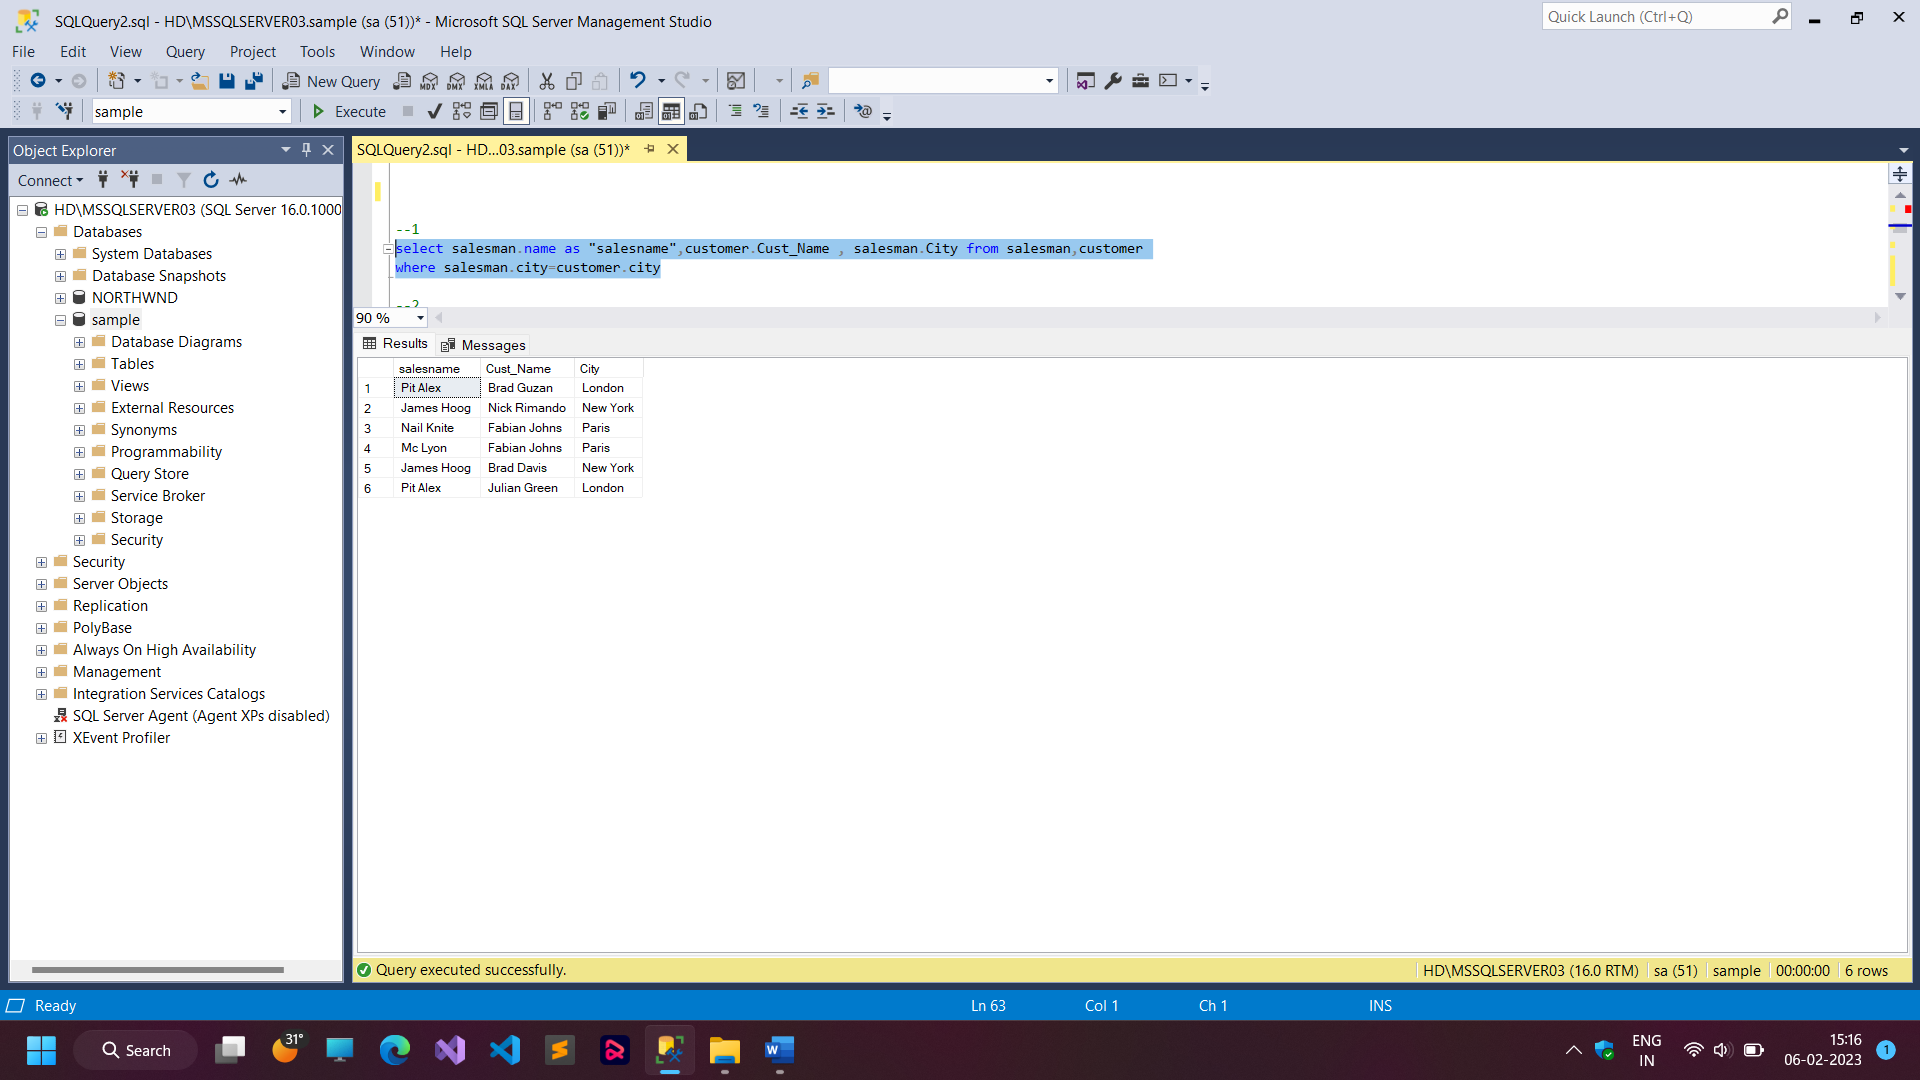 SQLQuery2.sql - HD\MSSQLSERVER03.sample (sa (51))* - Microsoft SQL Server Management Studio
Quick Launch (Ctrl+Q)
File Edit View Query Project Tools Window Help
New Query MDX DMX XMLA DAX
sample Execute
Object Explorer
SQLQuery2.sql - HD...03.sample (sa (51))*
Connect
HD\MSSQLSERVER03 (SQL Server 16.0.1000
Databases
System Databases
Database Snapshots
NORTHWND
sample
Database Diagrams
Tables
Views
External Resources
Synonyms
Programmability
Query Store
Service Broker
Storage
Security
Security
Server Objects
Replication
PolyBase
Always On High Availability
Management
Integration Services Catalogs
SQL Server Agent (Agent XPs disabled)
XEvent Profiler
--1
select salesman.name as "salesname",customer.Cust_Name , salesman.City from salesman,customer
where salesman.city=customer.city
--2
90 %
Results Messages
salesname Cust_Name City
1 Pit Alex Brad Guzan London
2 James Hoog Nick Rimando New York
3 Nail Knite Fabian Johns Paris
4 Mc Lyon Fabian Johns Paris
5 James Hoog Brad Davis New York
6 Pit Alex Julian Green London
Query executed successfully.
HD\MSSQLSERVER03 (16.0 RTM) sa (51) sample 00:00:00 6 rows
Ready Ln 63 Col 1 Ch 1 INS
Search 31° ENG IN 15:16 06-02-2023 1